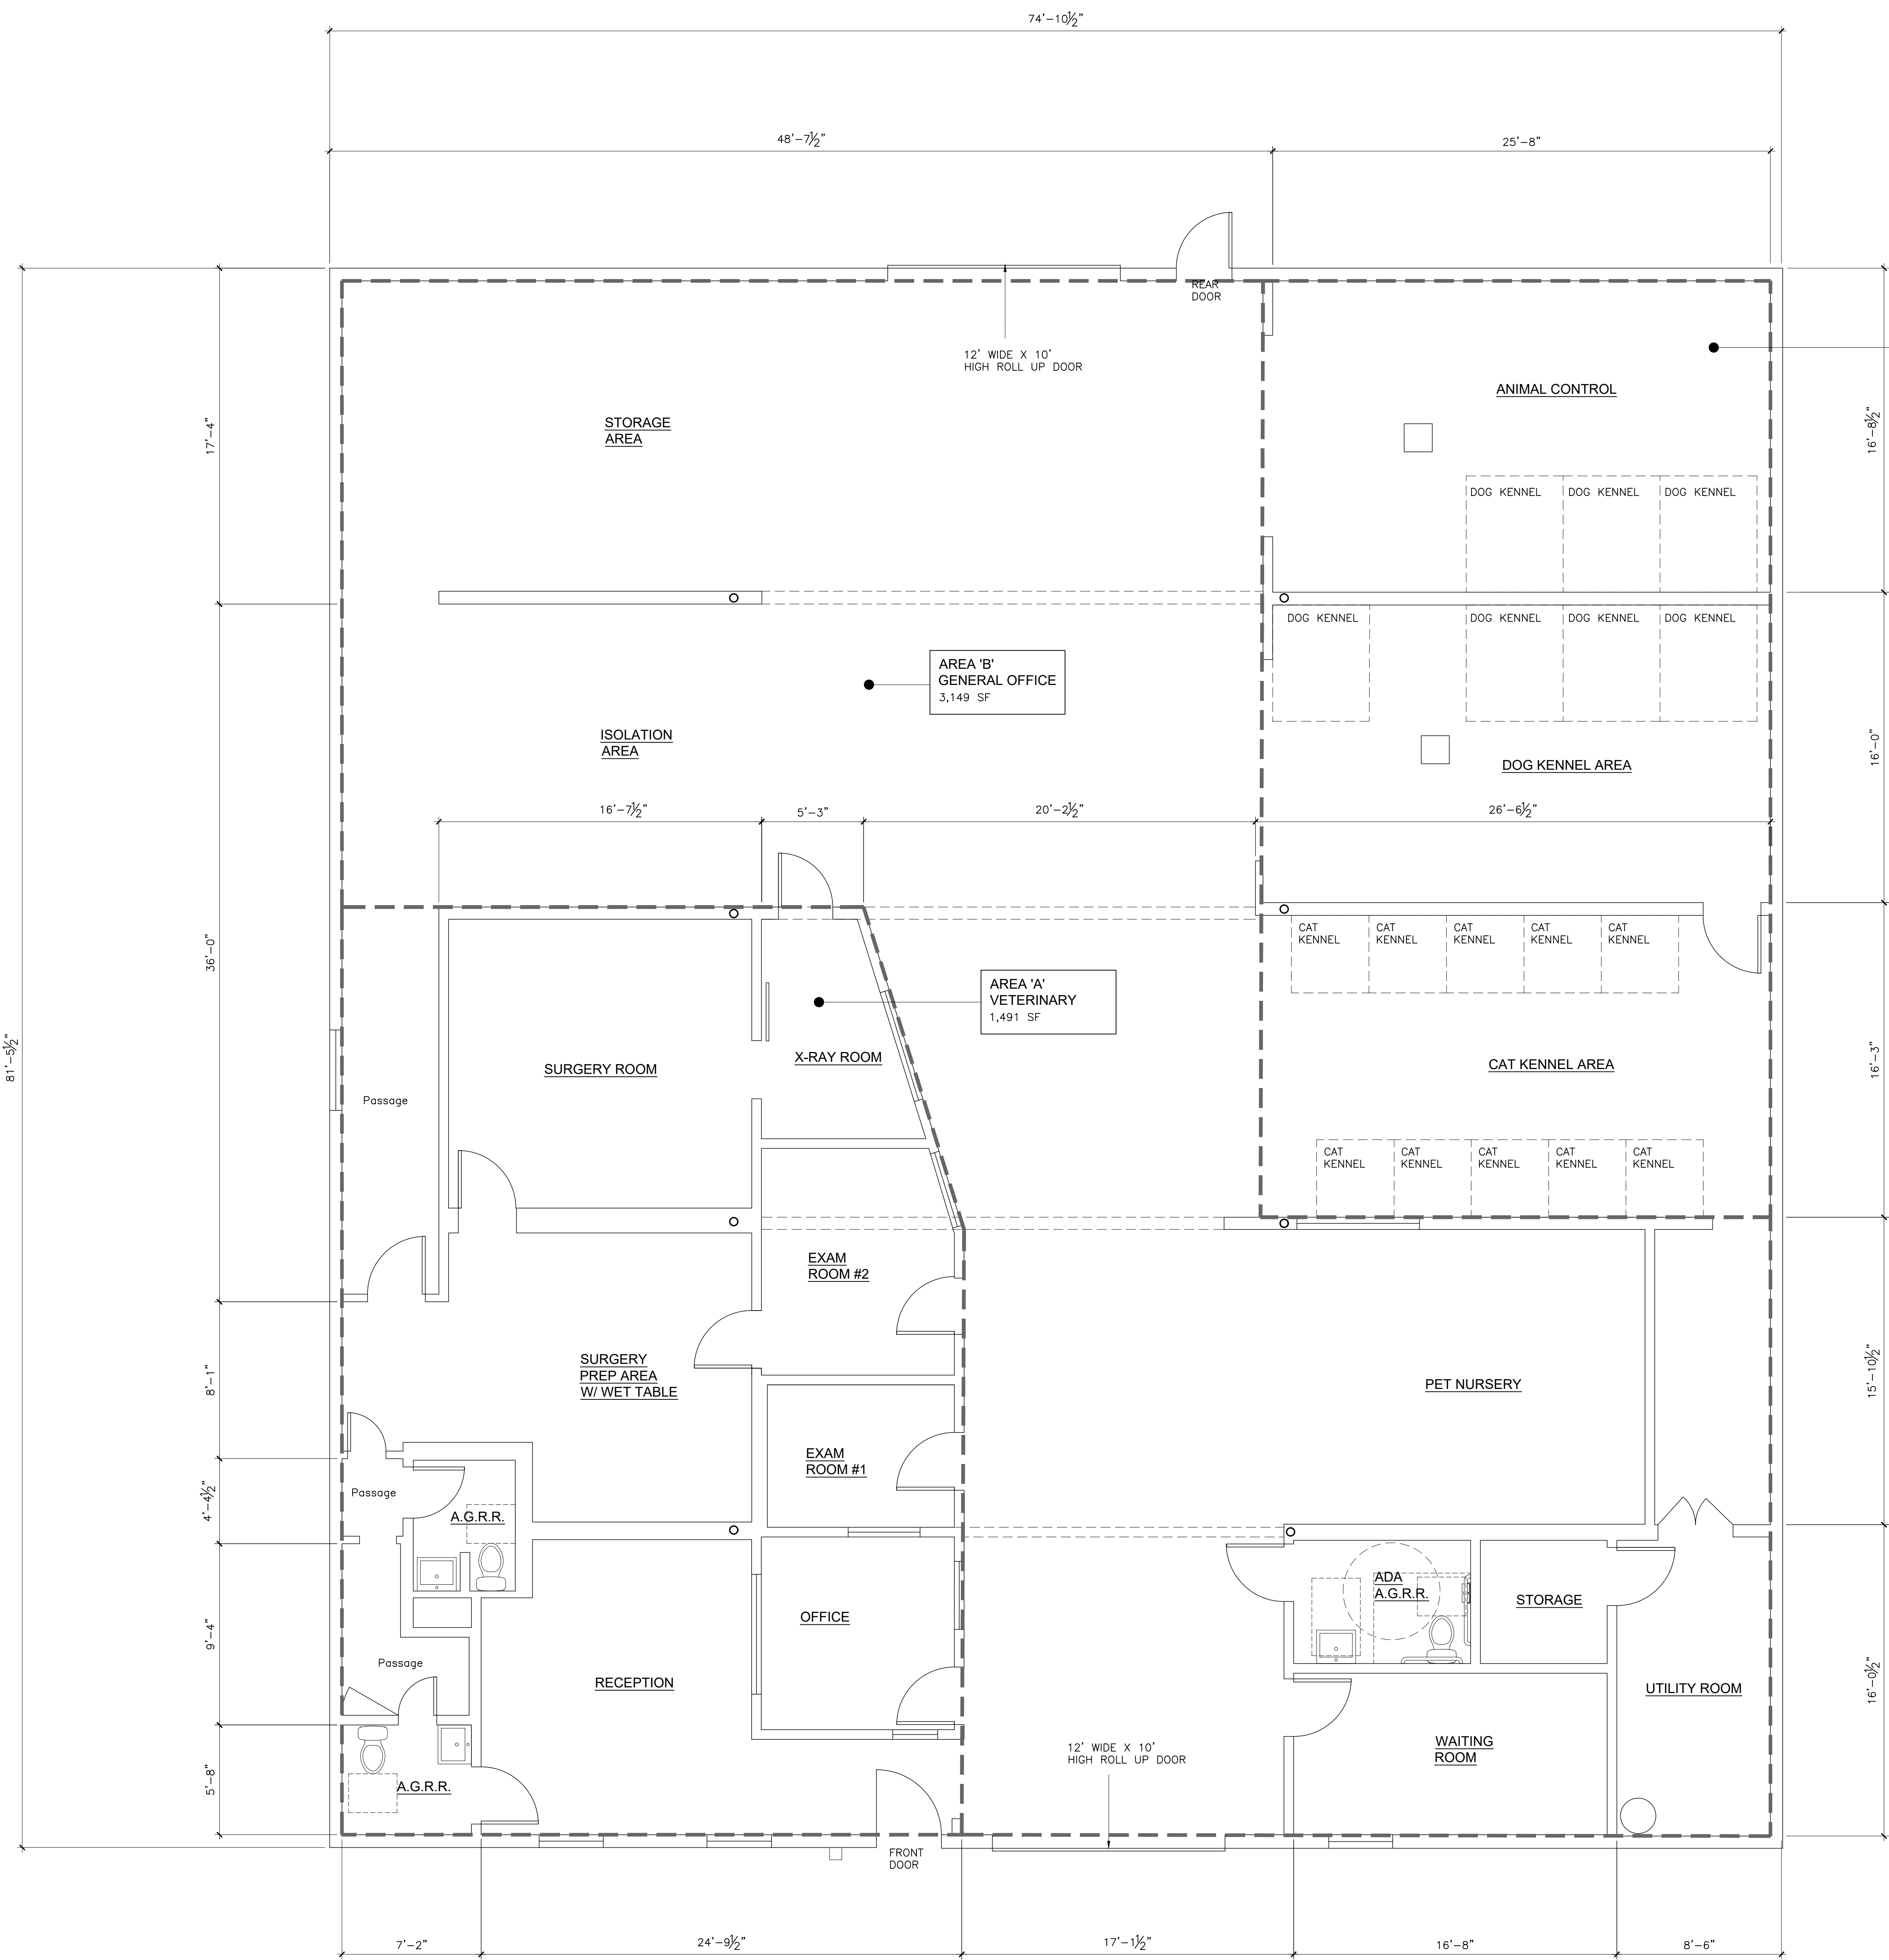 74'-10½"
48'-7½"
25'-8"
REAR
DOOR
12' WIDE X 10'
HIGH ROLL UP DOOR
ANIMAL CONTROL
STORAGE
AREA
17'-4"
16'-8½"
DOG KENNEL
DOG KENNEL
DOG KENNEL
DOG KENNEL
DOG KENNEL
DOG KENNEL
DOG KENNEL
AREA 'B'
GENERAL OFFICE
3,149 SF
ISOLATION
AREA
DOG KENNEL AREA
16'-0"
16'-7½"
5'-3"
20'-2½"
26'-6½"
36'-0"
81'-5½"
CAT
KENNEL
CAT
KENNEL
CAT
KENNEL
CAT
KENNEL
CAT
KENNEL
AREA 'A'
VETERINARY
1,491 SF
X-RAY ROOM
SURGERY ROOM
CAT KENNEL AREA
16'-3"
Passage
CAT
KENNEL
CAT
KENNEL
CAT
KENNEL
CAT
KENNEL
CAT
KENNEL
EXAM
ROOM #2
SURGERY
PREP AREA
W/ WET TABLE
8'-1"
PET NURSERY
15'-10½"
EXAM
ROOM #1
Passage
4'-4½"
A.G.R.R.
ADA
A.G.R.R.
STORAGE
OFFICE
9'-4"
Passage
RECEPTION
UTILITY ROOM
16'-0½"
WAITING
ROOM
12' WIDE X 10'
HIGH ROLL UP DOOR
5'-8"
A.G.R.R.
FRONT
DOOR
7'-2"
24'-9½"
17'-1½"
16'-8"
8'-6"